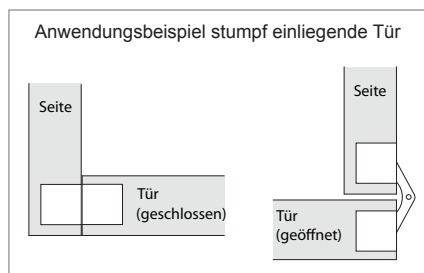 Anwendungsbeispiel stumpf einliegende Tür
Seite
Tür
(geschlossen)
Seite
Tür
(geöffnet)